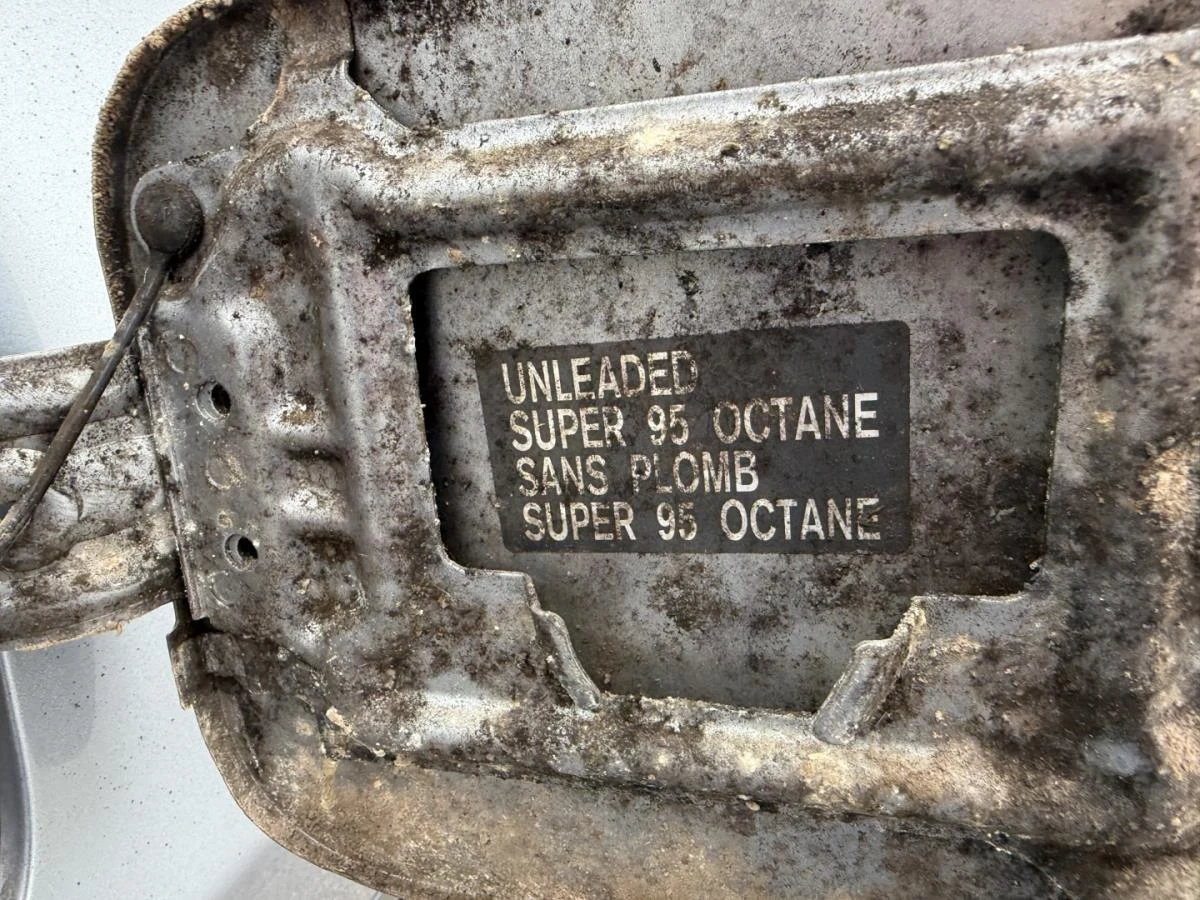 UNLEADED
SUPER 95 OCTANE
SANS PLOMB
SUPER 95 OCTANE